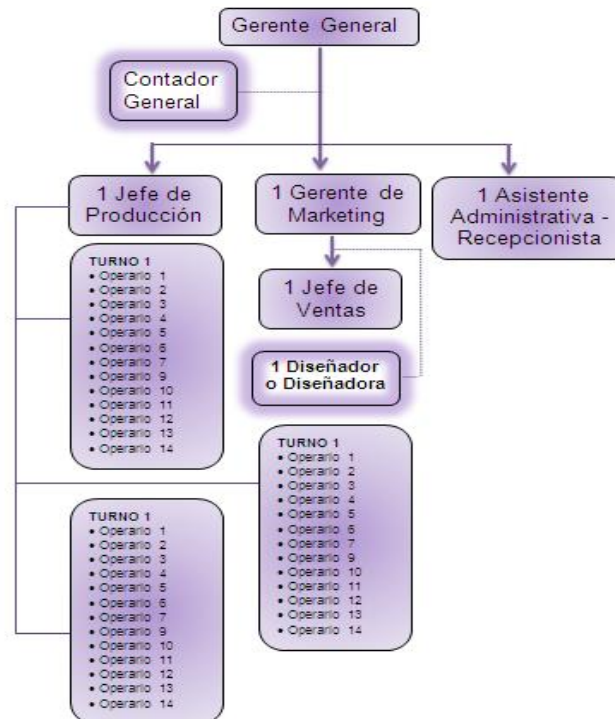 Gerente General
Contador
General
1 Jefe de
Producción
1 Gerente de
Marketing
1 Asistente
Administrativa -
Recepcionista
TURNO 1
• Operario 1
• Operario 2
• Operario 3
• Operario 4
• Operario 5
• Operario 6
• Operario 7
• Operario 9
• Operario 10
• Operario 11
• Operario 12
• Operario 13
• Operario 14
1 Jefe de
Ventas
1 Diseñador
o Diseñadora
TURNO 1
• Operario 1
• Operario 2
• Operario 3
• Operario 4
• Operario 5
• Operario 6
• Operario 7
• Operario 9
• Operario 10
• Operario 11
• Operario 12
• Operario 13
• Operario 14
TURNO 1
• Operario 1
• Operario 2
• Operario 3
• Operario 4
• Operario 5
• Operario 6
• Operario 7
• Operario 9
• Operario 10
• Operario 11
• Operario 12
• Operario 13
• Operario 14